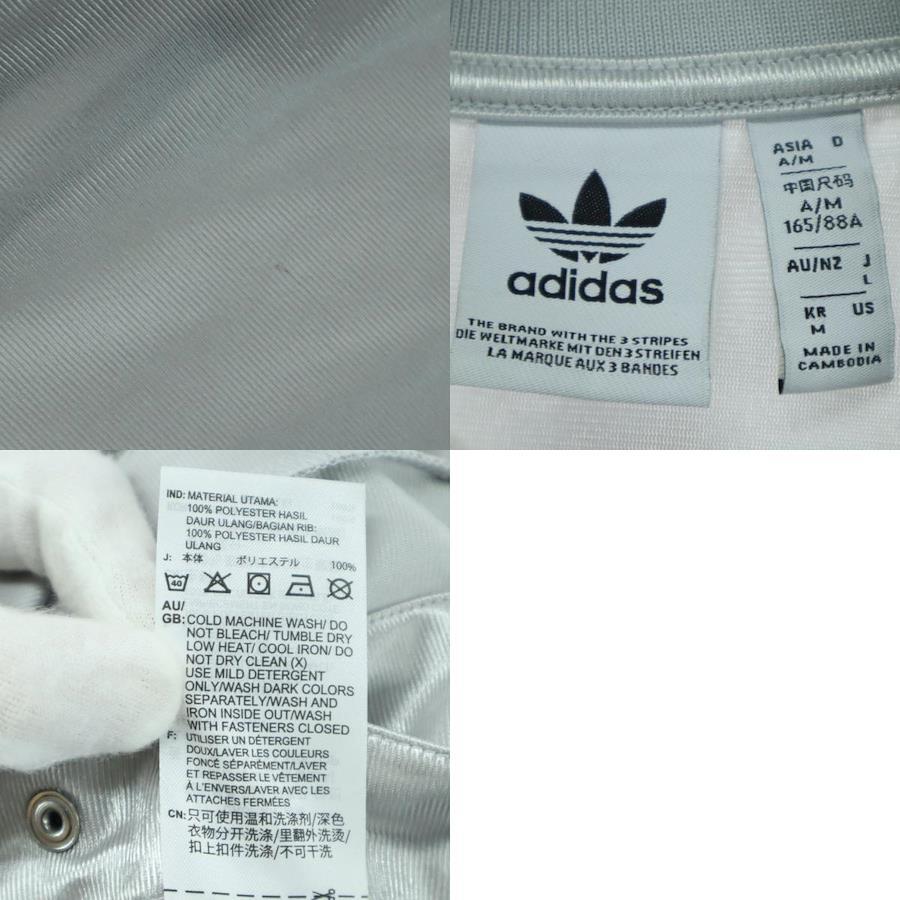 adidas
THE BRAND WITH THE 3 STRIPES
DIE WELTMARKE MIT DEN 3 STREIFEN
LA MARQUE AUX 3 BANDES
ASIA D
A/M
中国尺码
A/M
165/88A
AU/NZ J
L
KR US
M
MADE IN
CAMBODIA
IND: MATERIAL UTAMA:
100% POLYESTER HASIL
DAUR ULANG/BAGIAN RIB:
100% POLYESTER HASIL DAUR
ULANG
J: 本体 ポリエステル 100%
40
AU/
GB: COLD MACHINE WASH/ DO
NOT BLEACH/ TUMBLE DRY
LOW HEAT/ COOL IRON/ DO
NOT DRY CLEAN (X)
USE MILD DETERGENT
ONLY/WASH DARK COLORS
SEPARATELY/WASH AND
IRON INSIDE OUT/WASH
WITH FASTENERS CLOSED
F: UTILISER UN DÉTERGENT
DOUX/LAVER LES COULEURS
FONCÉ SÉPARÉMENT/LAVER
ET REPASSER LE VÊTEMENT
À L'ENVERS/LAVER AVEC LES
ATTACHES FERMÉES
CN: 只可使用温和洗涤剂/深色
衣物分开洗涤/里翻外洗烫/
扣上扣件洗涤/不可干洗